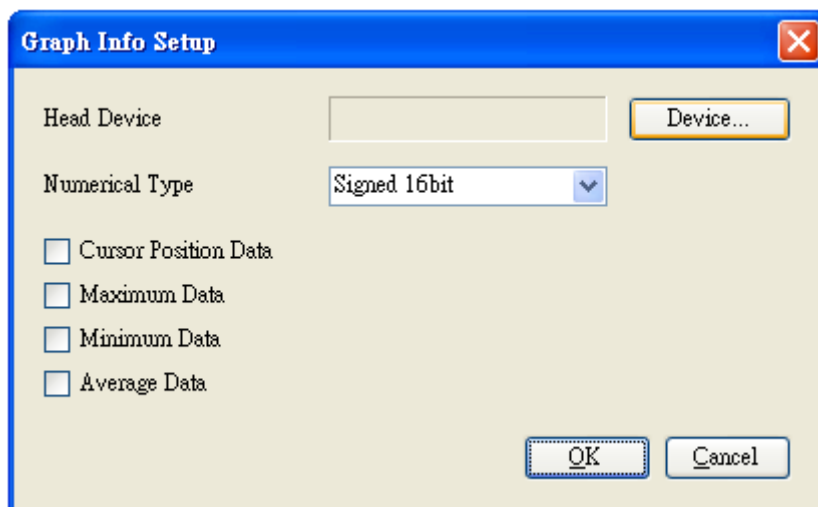 Graph Info Setup
Head Device
Device...
Numerical Type
Signed 16bit
Cursor Position Data
Maximum Data
Minimum Data
Average Data
OK
Cancel